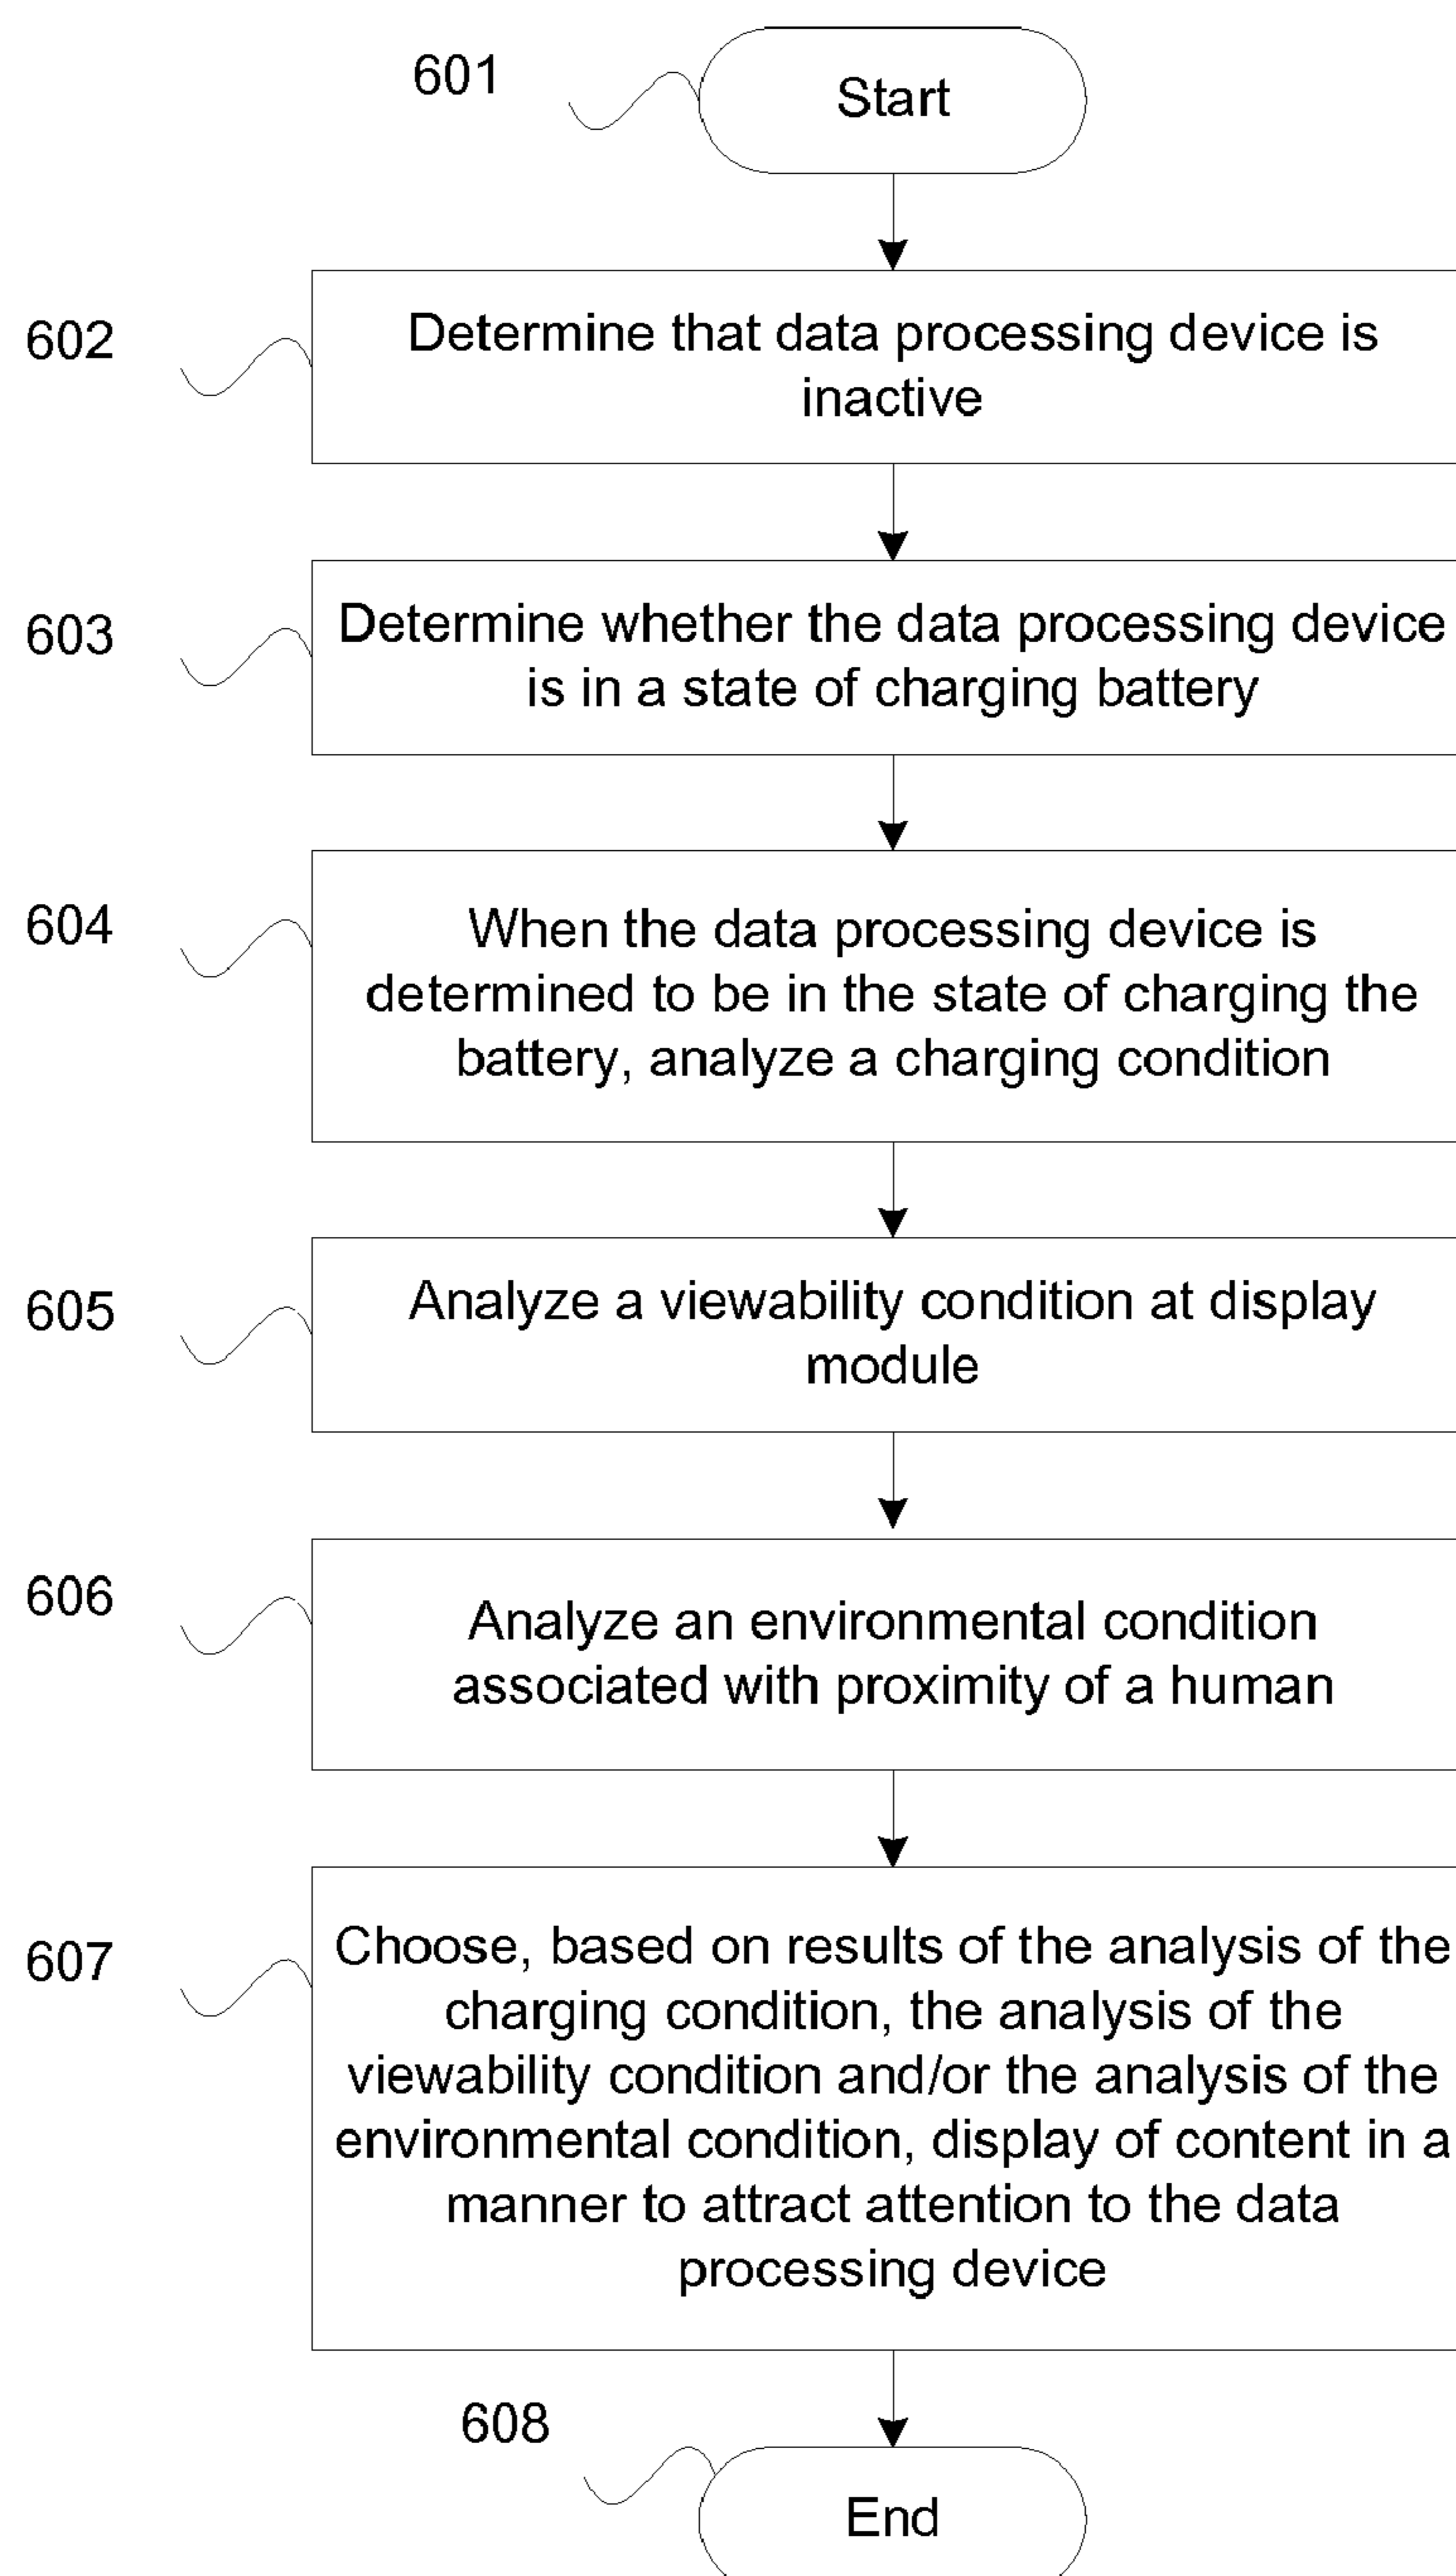 601
Start
602
Determine that data processing device is
inactive
603
Determine whether the data processing device
is in a state of charging battery
604
When the data processing device is
determined to be in the state of charging the
battery, analyze a charging condition
605
Analyze a viewability condition at display
module
606
Analyze an environmental condition
associated with proximity of a human
607
Choose, based on results of the analysis of the
charging condition, the analysis of the
viewability condition and/or the analysis of the
environmental condition, display of content in a
manner to attract attention to the data
processing device
608
End